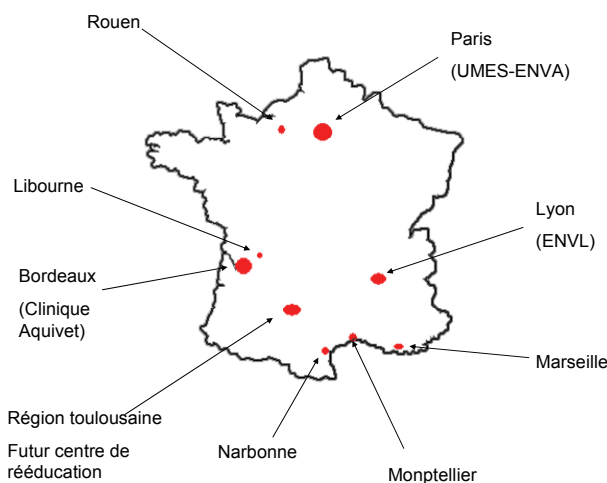 Rouen
Paris
(UMES-ENVA)
Libourne
Lyon
(ENVL)
Bordeaux
(Clinique
Aquivet)
Marseille
Région toulousaine
Futur centre de
rééducation
Narbonne
Monptellier